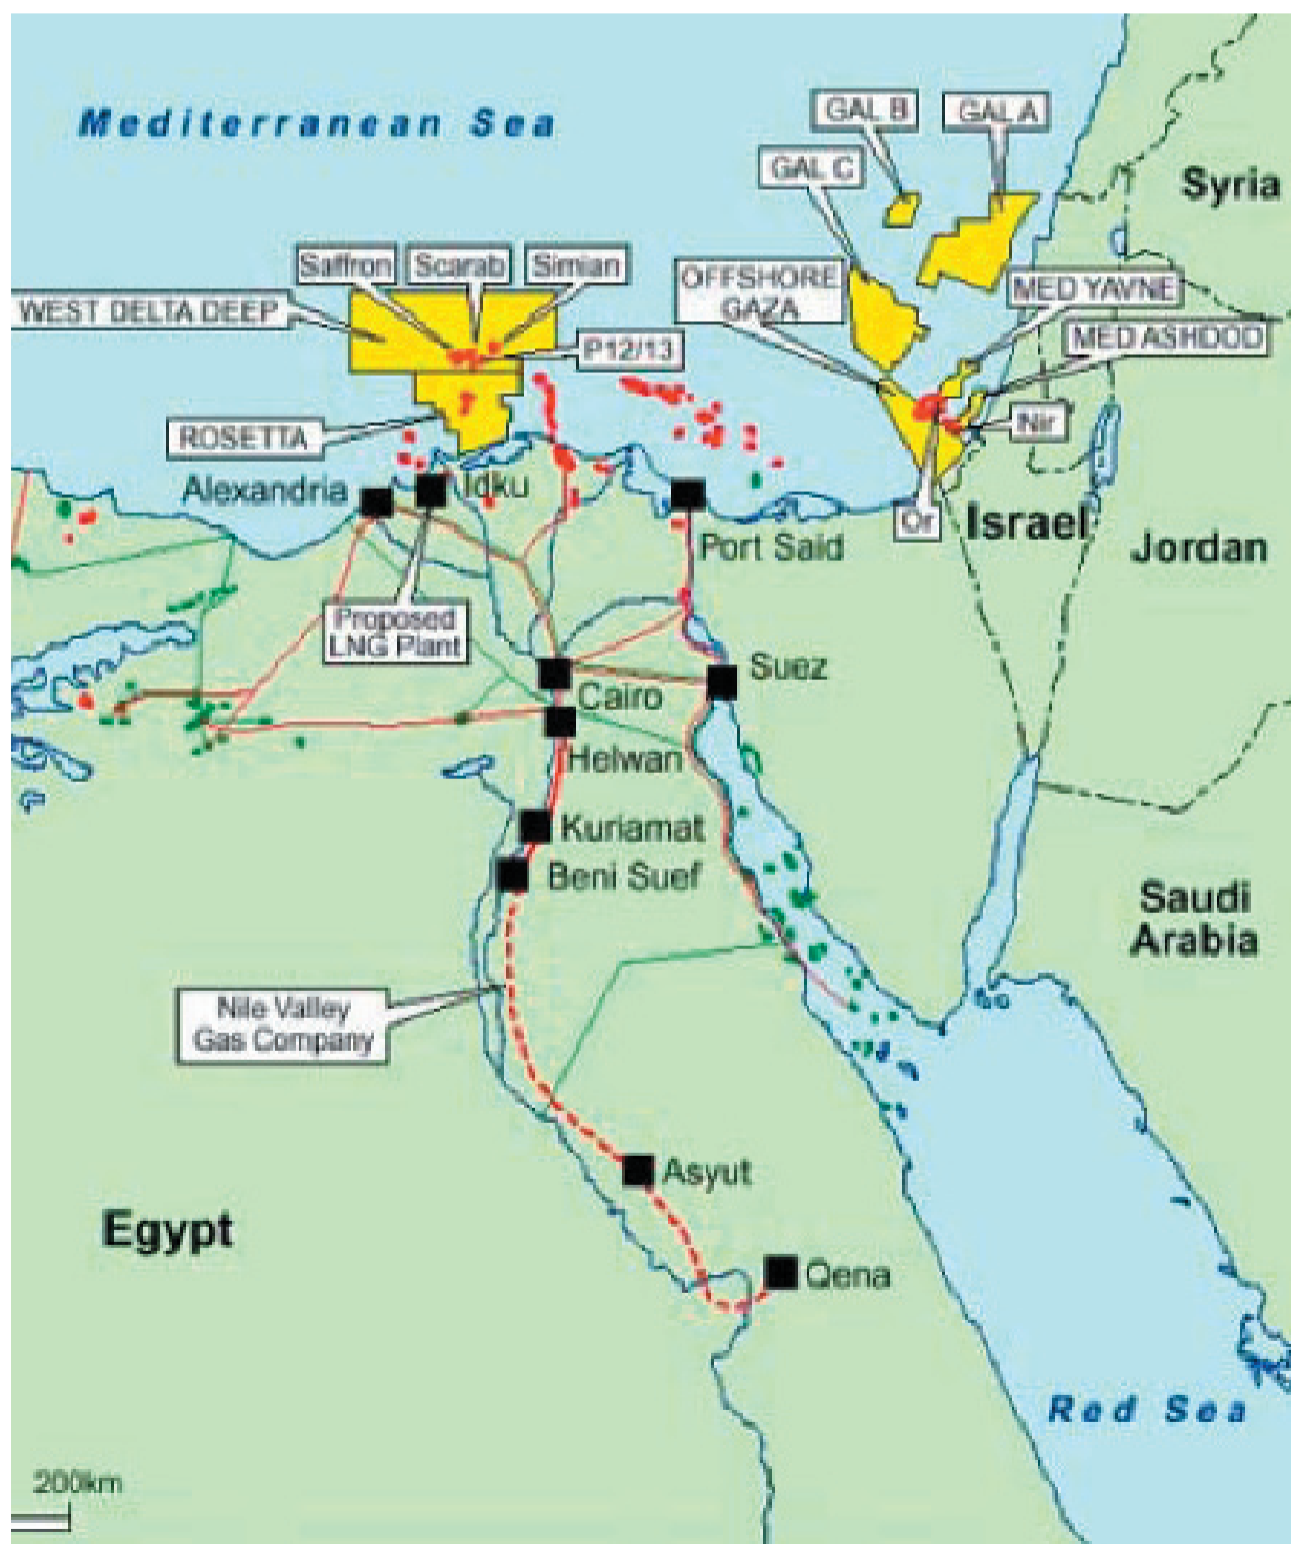 Mediterranean Sea
GAL B
GAL A
GAL C
Syria
Saffron
Scarab
Simian
OFFSHORE
GAZA
MED YAVNE
WEST DELTA DEEP
P12/13
MED ASHDOD
ROSETTA
Nir
Alexandria
Idku
Or
Israel
Port Said
Jordan
Proposed
LNG Plant
Suez
Cairo
Helwan
Kuriamat
Beni Suef
Saudi
Arabia
Nile Valley
Gas Company
Asyut
Egypt
Qena
Red Sea
200km